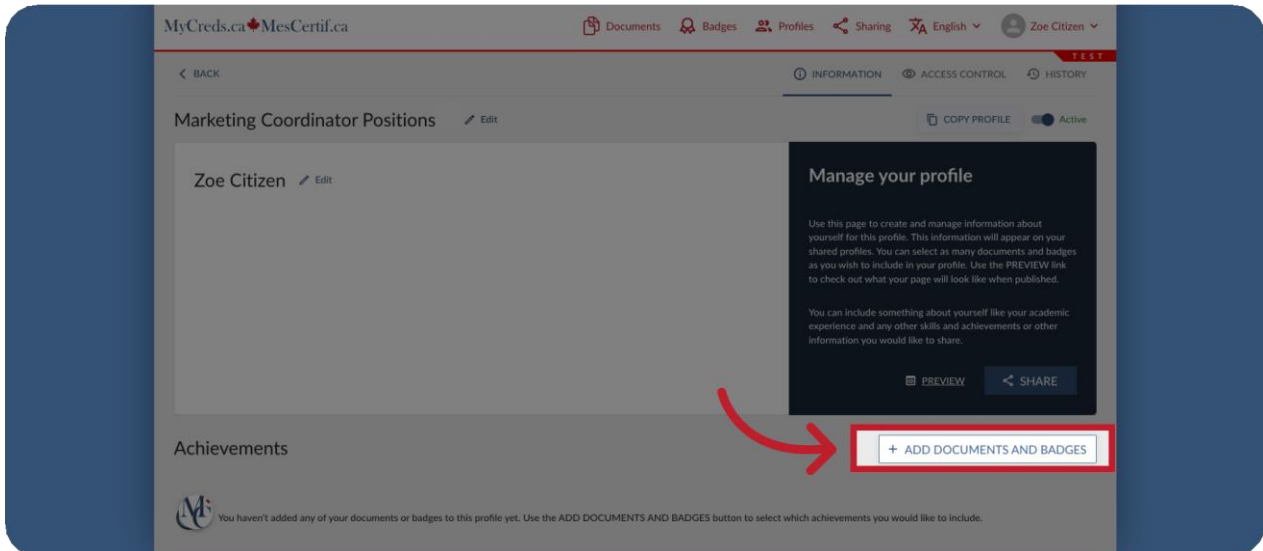 MyCreds.ca MesCertif.ca
Documents Badges Profiles Sharing English Zoe Citizen
TEST
BACK INFORMATION ACCESS CONTROL HISTORY
Marketing Coordinator Positions Edit COPY PROFILE Active
Zoe Citizen Edit
Manage your profile
Use this page to create and manage information about
yourself for this profile. This information will appear on your
shared profiles. You can select as many documents and badges
as you wish to include in your profile. Use the PREVIEW link
to check out what your page will look like when published.
You can include something about yourself like your academic
experience and any other skills and achievements or other
information you would like to share.
PREVIEW SHARE
Achievements + ADD DOCUMENTS AND BADGES
MC
You haven't added any of your documents or badges to this profile yet. Use the ADD DOCUMENTS AND BADGES button to select which achievements you would like to include.